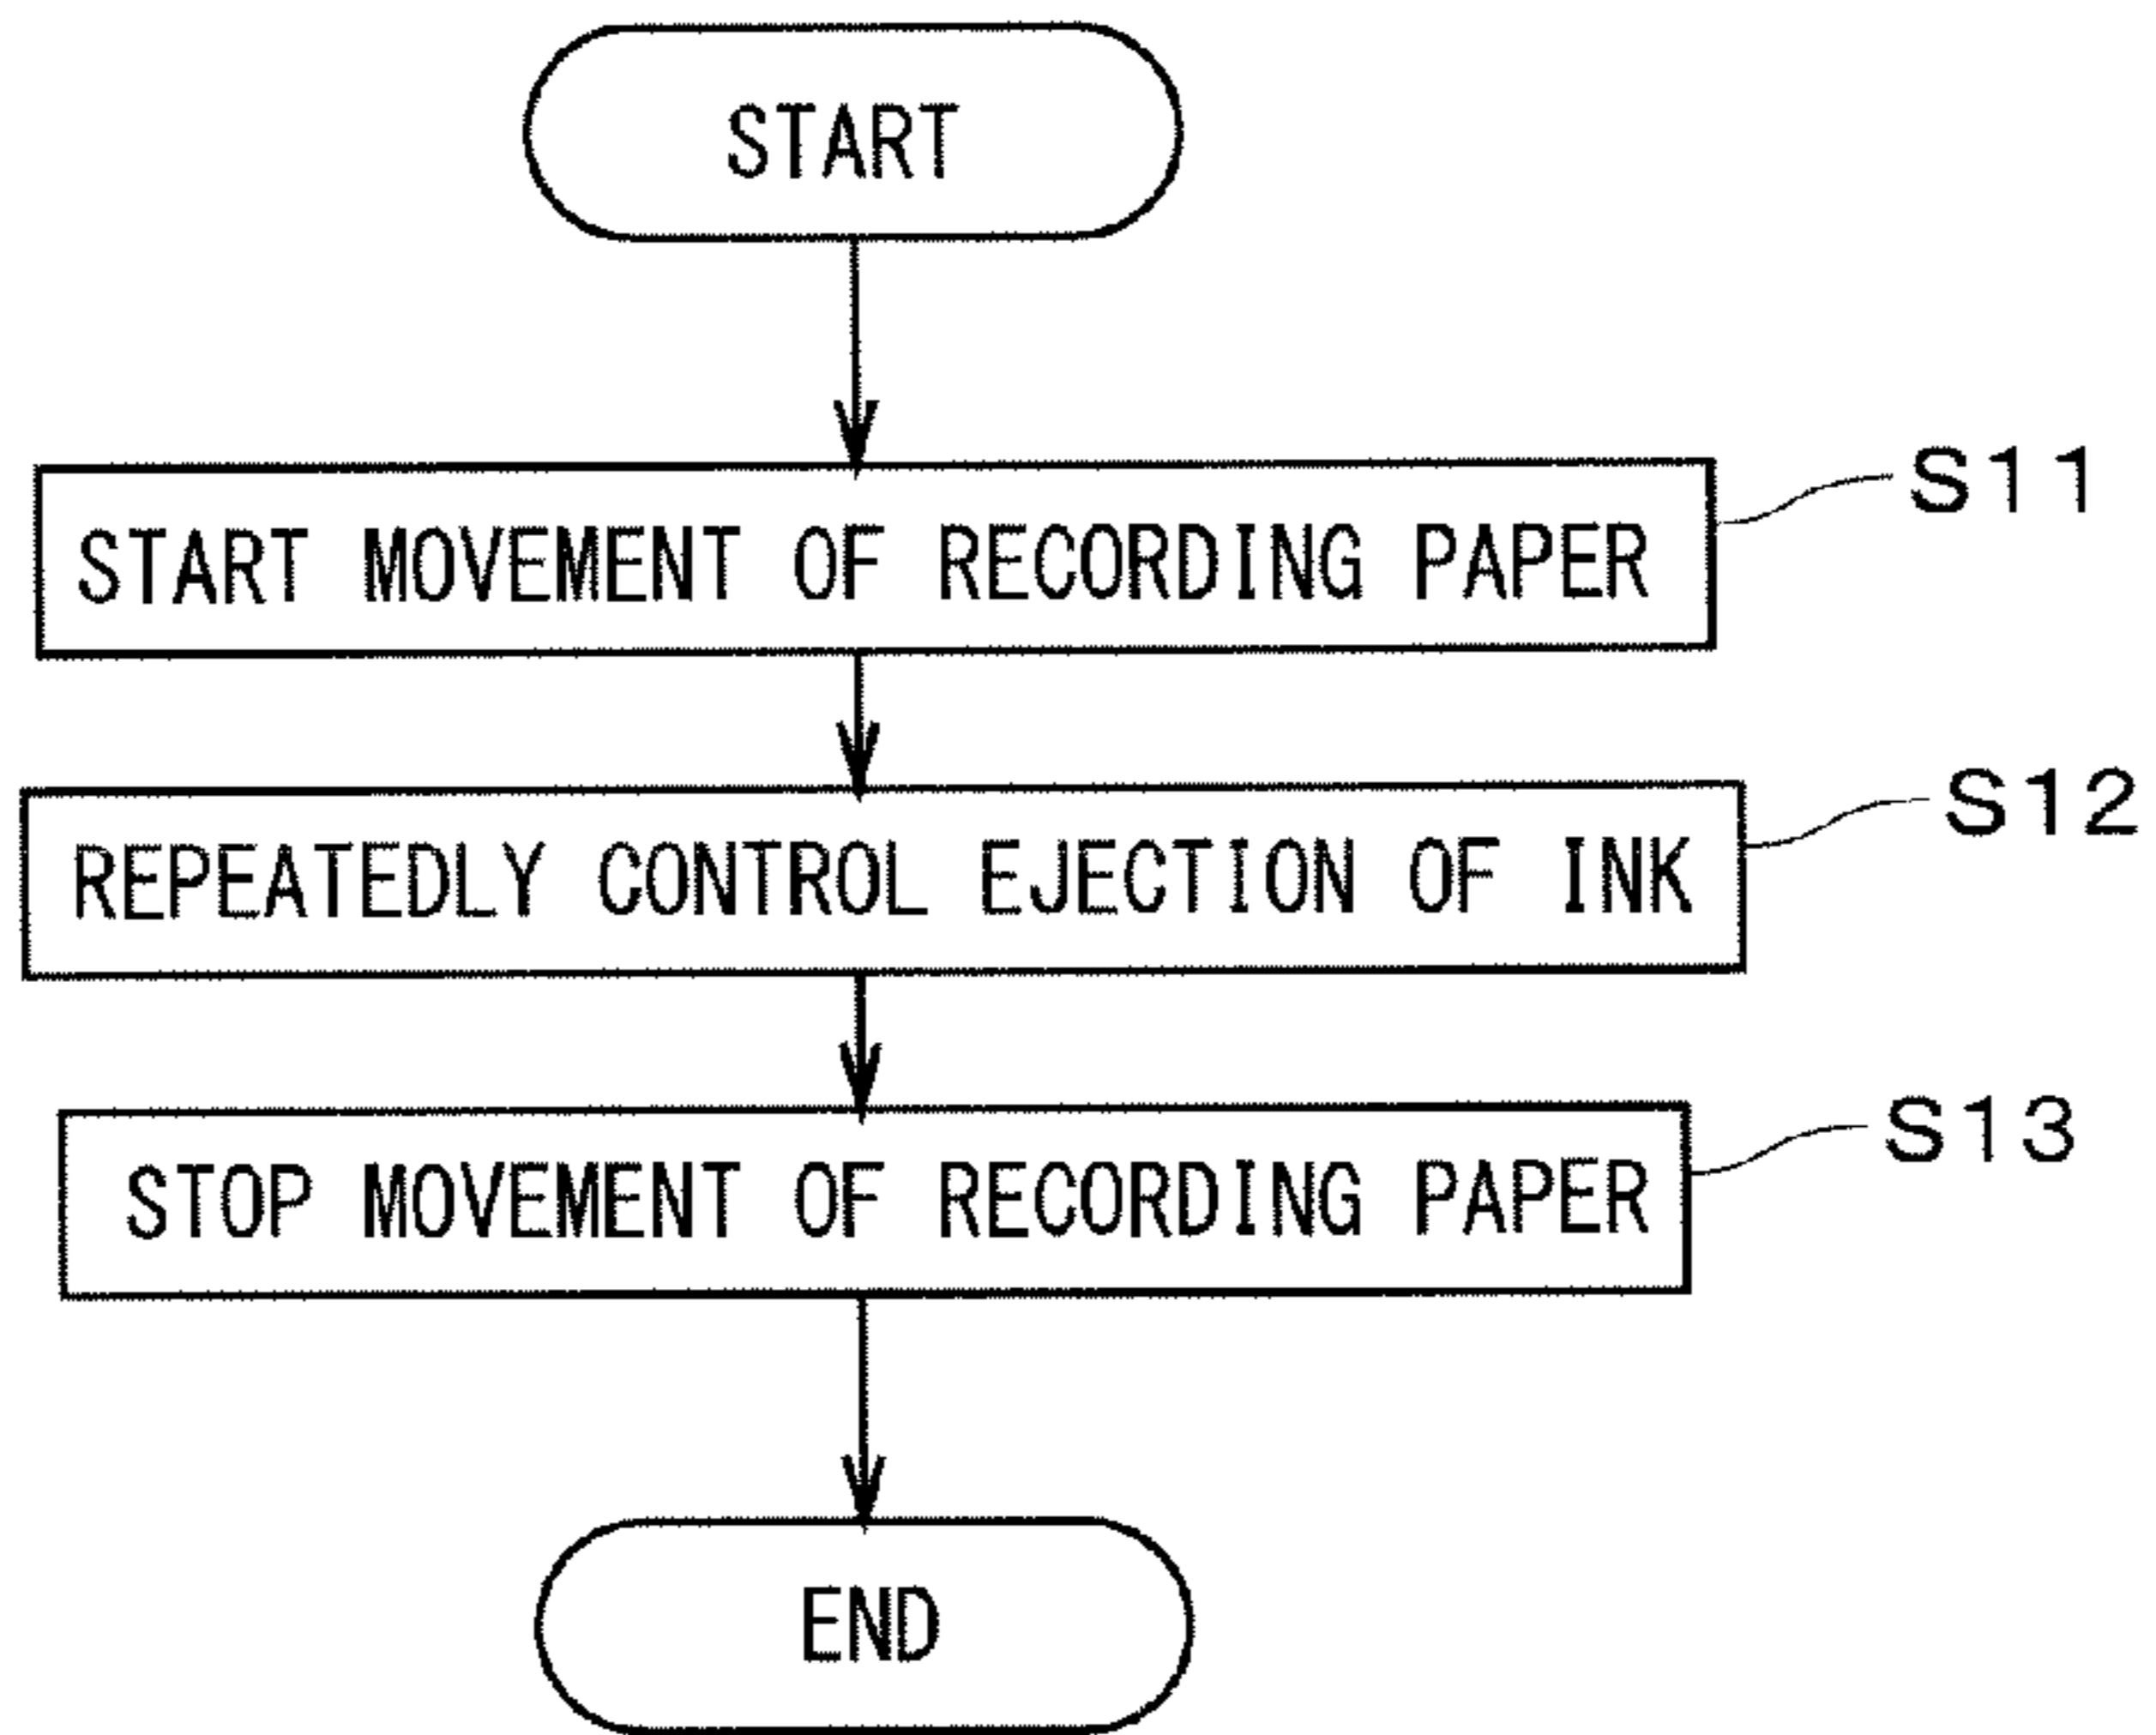 START
START MOVEMENT OF RECORDING PAPER
S11
REPEATEDLY CONTROL EJECTION OF INK
S12
STOP MOVEMENT OF RECORDING PAPER
S13
END